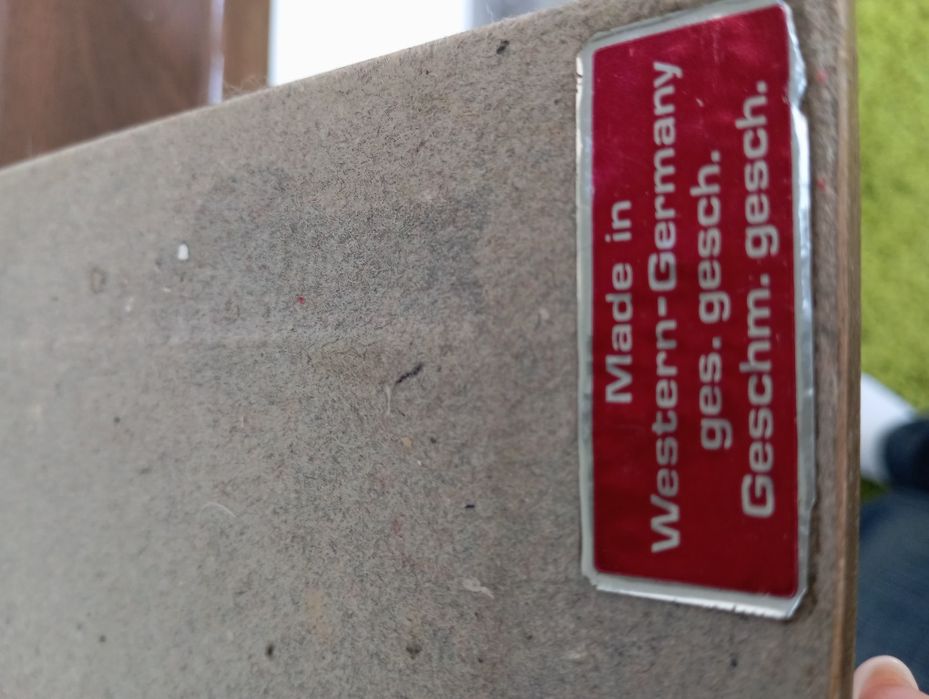 Made in
Western-Germany
ges. gesch.
Geschm. gesch.